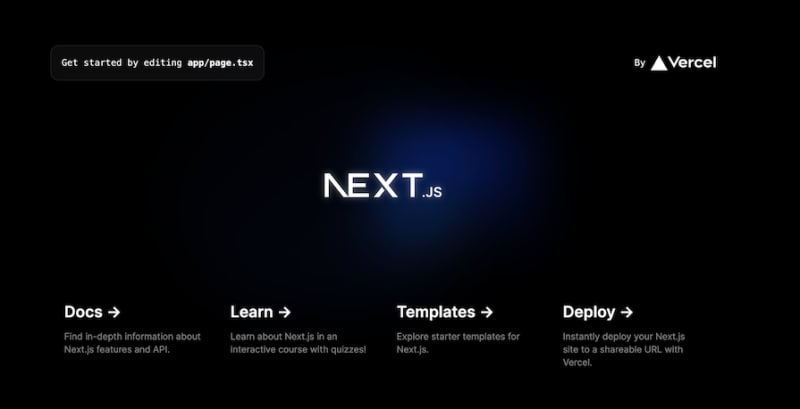 Get started by editing app/page.tsx
By Vercel
NEXT.JS
Docs ->
Find in-depth information about
Next.js features and API.
Learn ->
Learn about Next.js in an
interactive course with quizzes!
Templates ->
Explore starter templates for
Next.js.
Deploy ->
Instantly deploy your Next.js
site to a shareable URL with
Vercel.